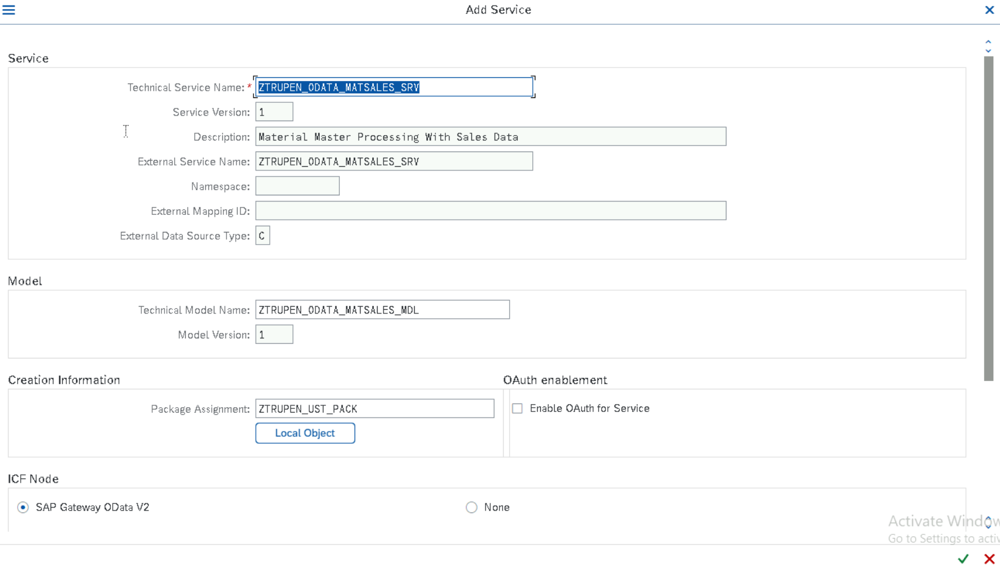 Add Service
Service
Technical Service Name: * ZTRUPEN_ODATA_MATSALES_SRV
Service Version: 1
Description: Material Master Processing With Sales Data
External Service Name: ZTRUPEN_ODATA_MATSALES_SRV
Namespace:
External Mapping ID:
External Data Source Type: C
Model
Technical Model Name: ZTRUPEN_ODATA_MATSALES_MDL
Model Version: 1
Creation Information OAuth enablement
Package Assignment: ZTRUPEN_UST_PACK Enable OAuth for Service
Local Object
ICF Node
SAP Gateway OData V2 None
Activate Window
Go to Settings to activ